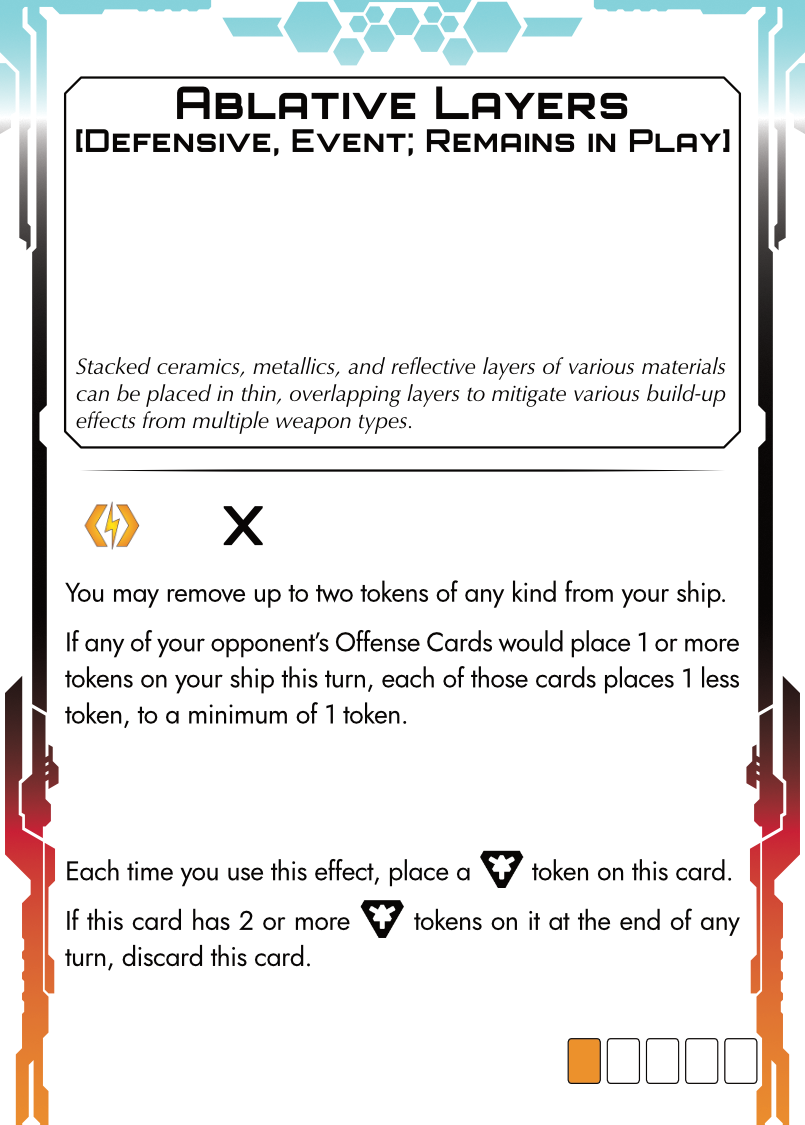 Ablative Layers
[Defensive, Event; Remains in Play]
Stacked ceramics, metallics, and reflective layers of various materials
can be placed in thin, overlapping layers to mitigate various build-up
effects from multiple weapon types.
X
You may remove up to two tokens of any kind from your ship.
If any of your opponent’s Offense Cards would place 1 or more
tokens on your ship this turn, each of those cards places 1 less
token, to a minimum of 1 token.
Each time you use this effect, place a token on this card.
If this card has 2 or more tokens on it at the end of any
turn, discard this card.